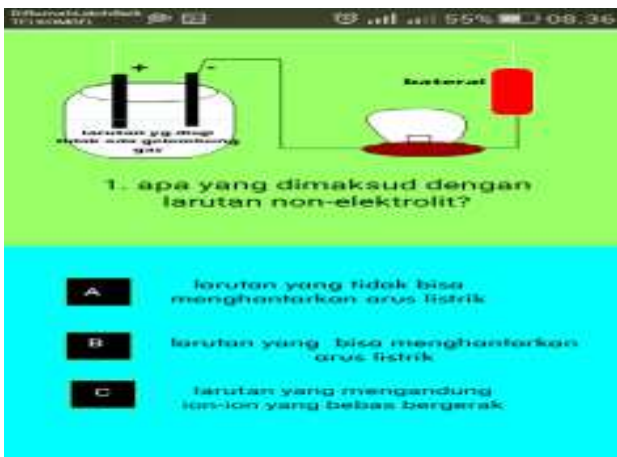 55% 08.36
+ -
baterai
larutan yg diuji
tidak ada gelembung
gas
1. apa yang dimaksud dengan
larutan non-elektrolit?
A
larutan yang tidak bisa
menghantarkan arus listrik
B
larutan yang bisa menghantarkan
arus listrik
C
larutan yang mengandung
ion-ion yang bebas bergerak